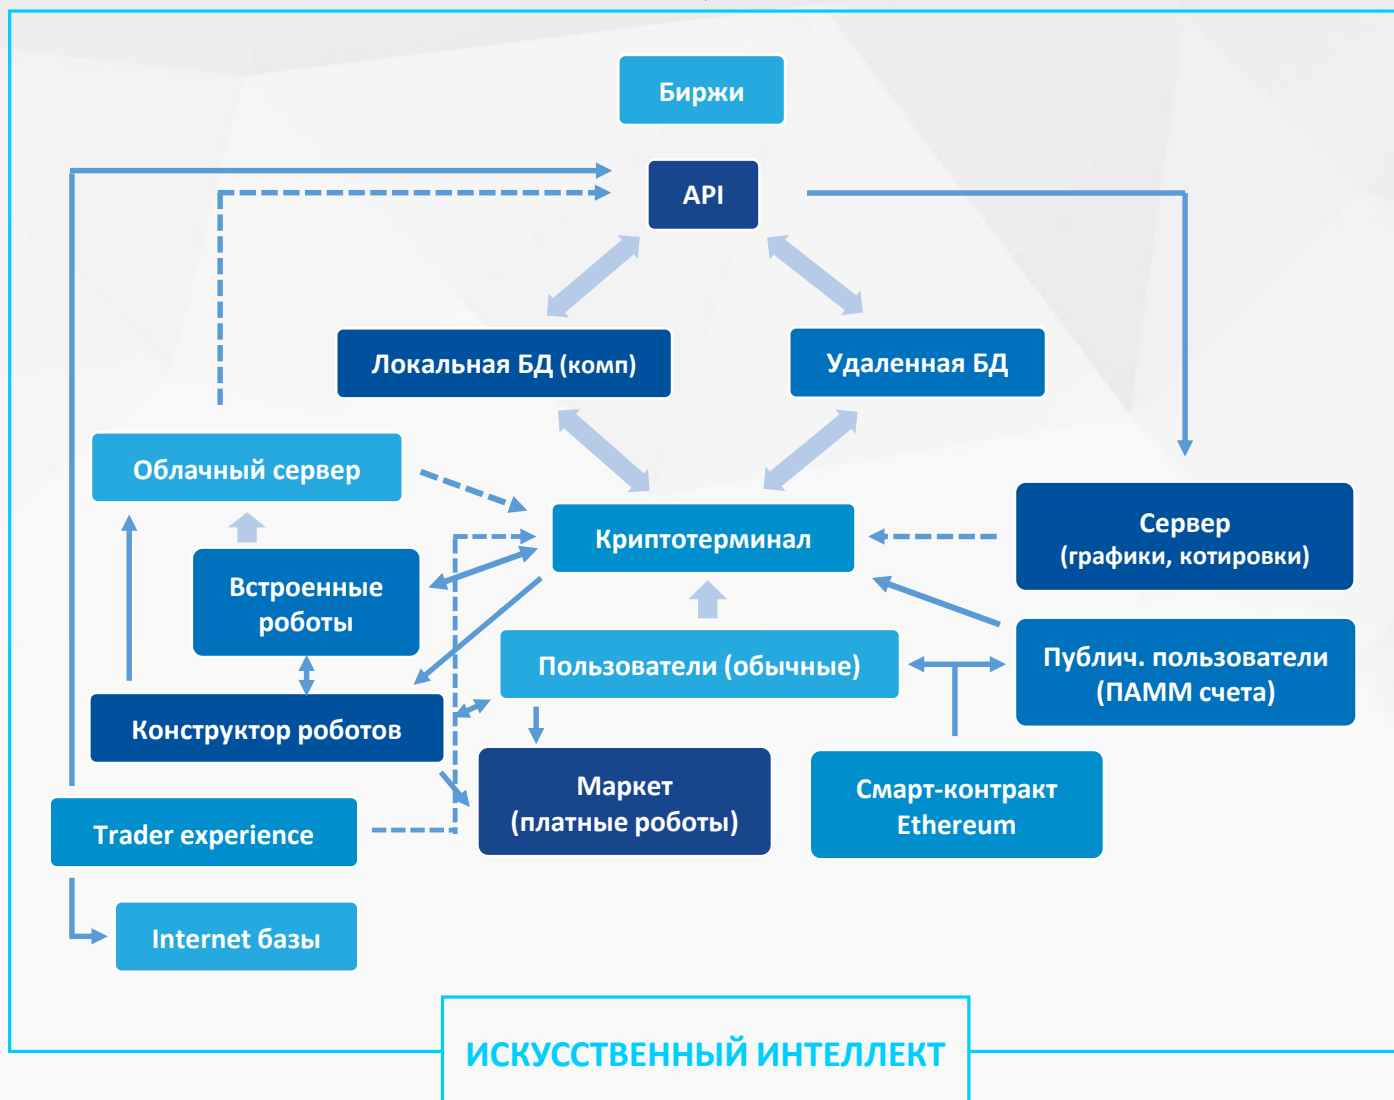 Биржи
API
Локальная БД (комп)
Удаленная БД
Облачный сервер
Криптотерминал
Сервер
(графики, котировки)
Встроенные
роботы
Пользователи (обычные)
Публич. пользователи
(ПАММ счета)
Конструктор роботов
Маркет
(платные роботы)
Смарт-контракт
Ethereum
Trader experience
Internet базы
ИСКУССТВЕННЫЙ ИНТЕЛЛЕКТ